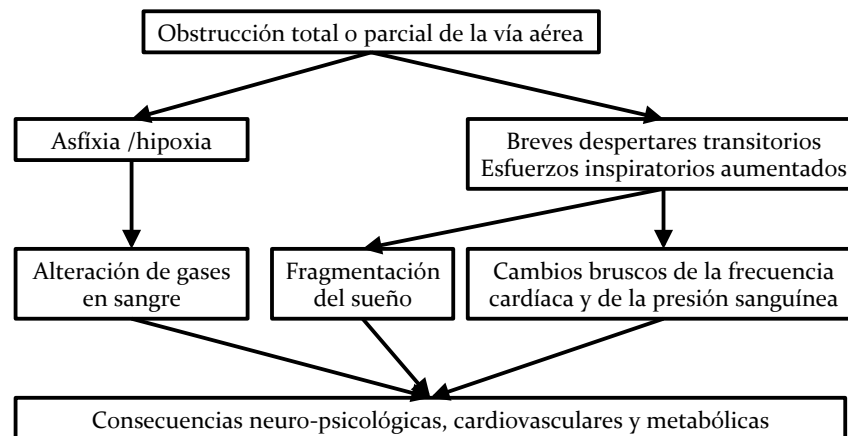 Obstrucción total o parcial de la vía aérea
Asfíxia /hipoxia
Breves despertares transitorios
Esfuerzos inspiratorios aumentados
Alteración de gases
en sangre
Fragmentación
del sueño
Cambios bruscos de la frecuencia
cardíaca y de la presión sanguínea
Consecuencias neuro-psicológicas, cardiovasculares y metabólicas